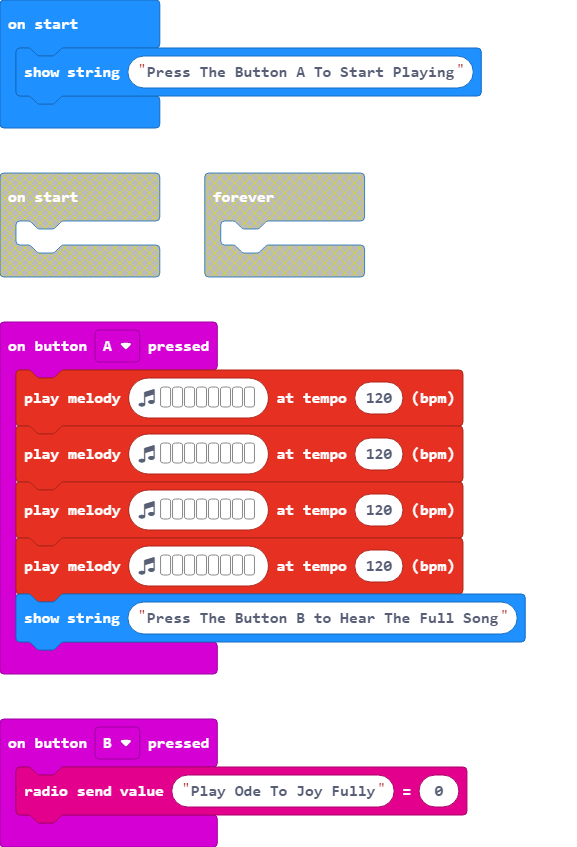 on start
show string "Press The Button A To Start Playing"
on start forever
on button A pressed
play melody at tempo 120 (bpm)
play melody at tempo 120 (bpm)
play melody at tempo 120 (bpm)
play melody at tempo 120 (bpm)
show string "Press The Button B to Hear The Full Song"
on button B pressed
radio send value "Play Ode To Joy Fully" = 0